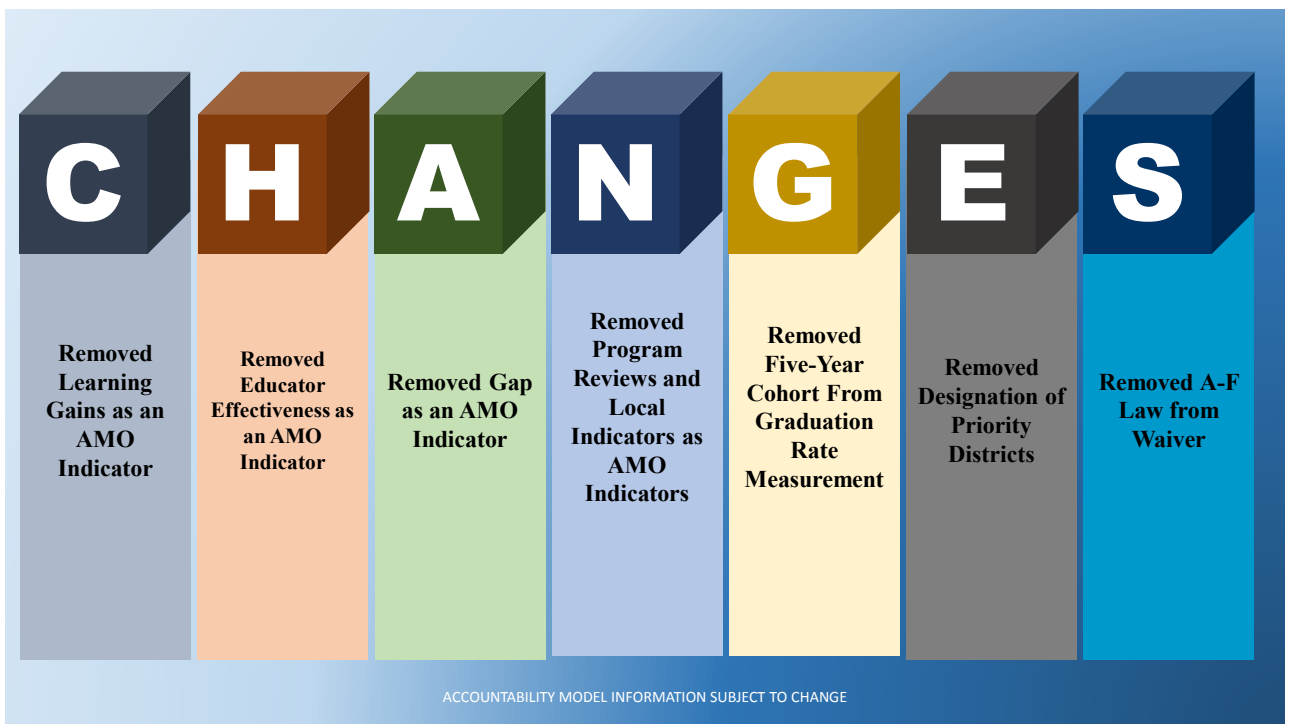 C
Removed
Learning
Gains as an
AMO
Indicator
H
Removed
Educator
Effectiveness as
an AMO
Indicator
A
Removed Gap
as an AMO
Indicator
N
Removed
Program
Reviews and
Local
Indicators as
AMO
Indicators
G
Removed
Five-Year
Cohort From
Graduation
Rate
Measurement
E
Removed
Designation of
Priority
Districts
S
Removed A-F
Law from
Waiver
ACCOUNTABILITY MODEL INFORMATION SUBJECT TO CHANGE